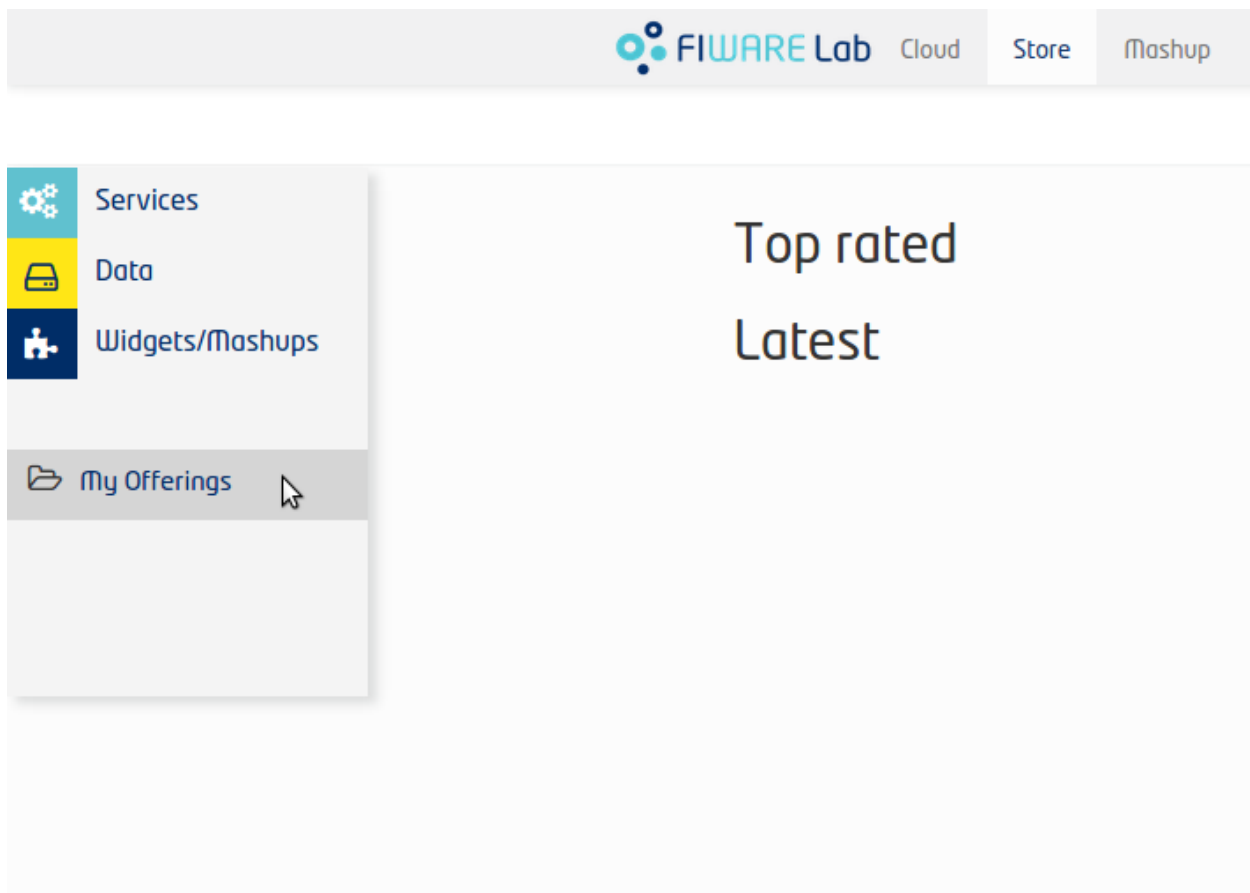 FIWARE Lab Cloud Store Mashup
Services
Data
Widgets/Mashups
My Offerings
Top rated
Latest